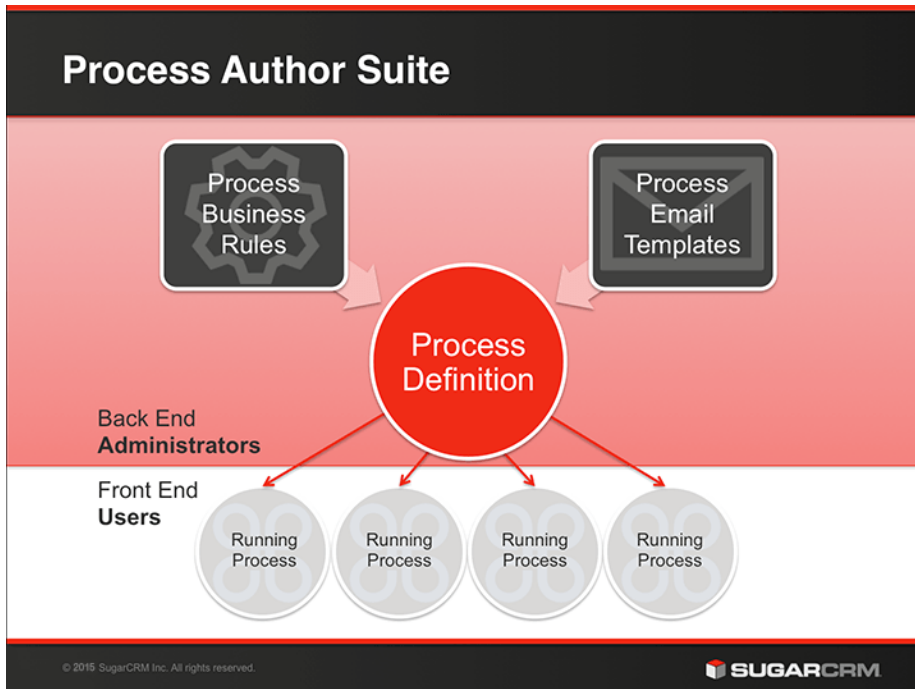 Process Author Suite
Process
Business
Rules
Process
Email
Templates
Process
Definition
Back End
Administrators
Front End
Users
Running
Process
Running
Process
Running
Process
Running
Process
© 2015 SugarCRM Inc. All rights reserved.
SUGARCRM